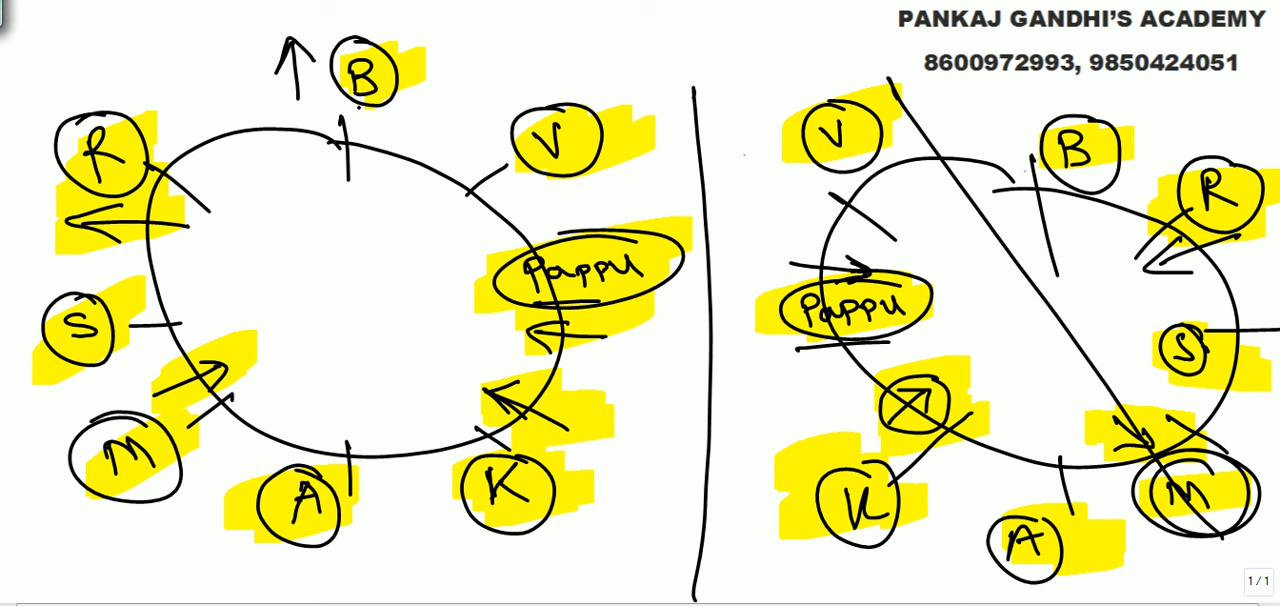 PANKAJ GANDHI'S ACADEMY
8600972993, 9850424051
B
R
V
Pappu
S
M
A
K
V
B
R
Pappu
S
K
A
M
1/1